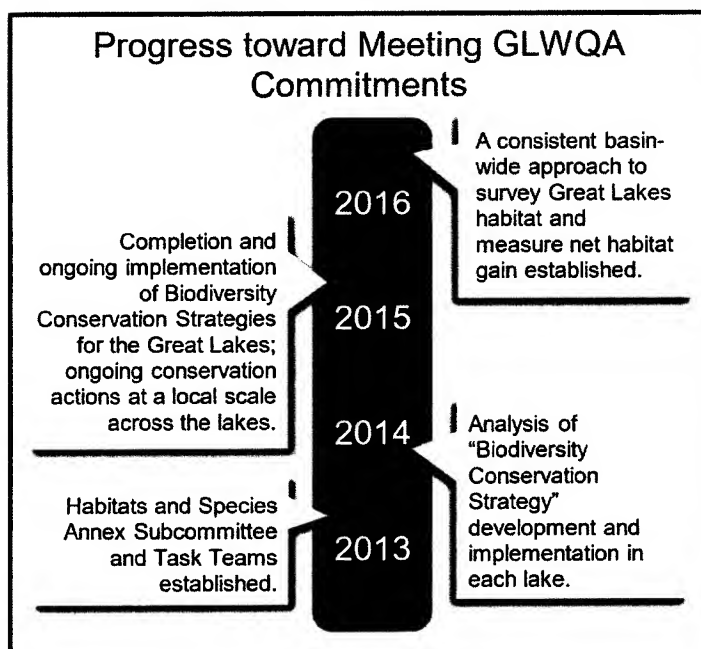 Progress toward Meeting GLWQA
Commitments
2016
A consistent basin-
wide approach to
survey Great Lakes
habitat and
measure net habitat
gain established.
Completion and
ongoing implementation
of Biodiversity
Conservation Strategies
for the Great Lakes;
ongoing conservation
actions at a local scale
across the lakes.
2015
2014
Analysis of
"Biodiversity
Conservation
Strategy"
development and
implementation in
each lake.
Habitats and Species
Annex Subcommittee
and Task Teams
established.
2013